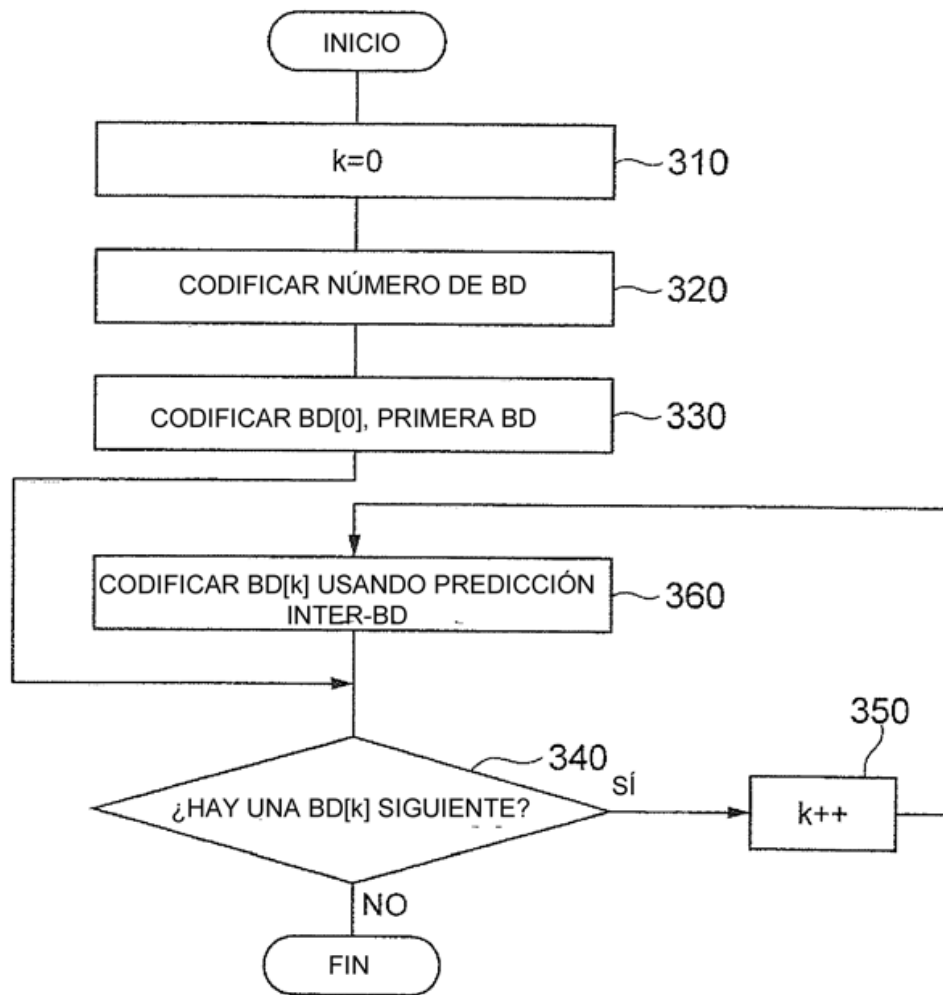 INICIO
k=0
310
CODIFICAR NÚMERO DE BD
320
CODIFICAR BD[0], PRIMERA BD
330
CODIFICAR BD[k] USANDO PREDICCIÓN
INTER-BD
360
340
¿HAY UNA BD[k] SIGUIENTE?
SÍ
350
k++
NO
FIN